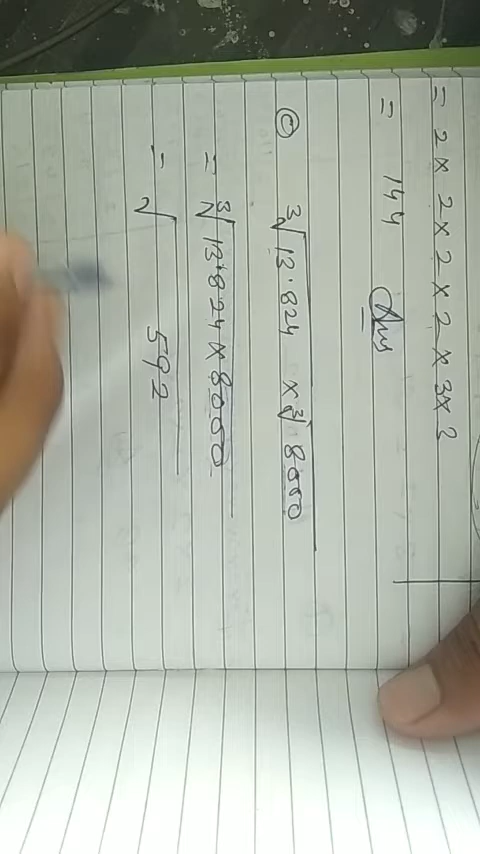 = 2 × 2 × 2 × 2 × 3 × 3
= 144 Ans
(c) ∛13.824 × ∛8000
= ∛13.824 × 8000
= √ 592